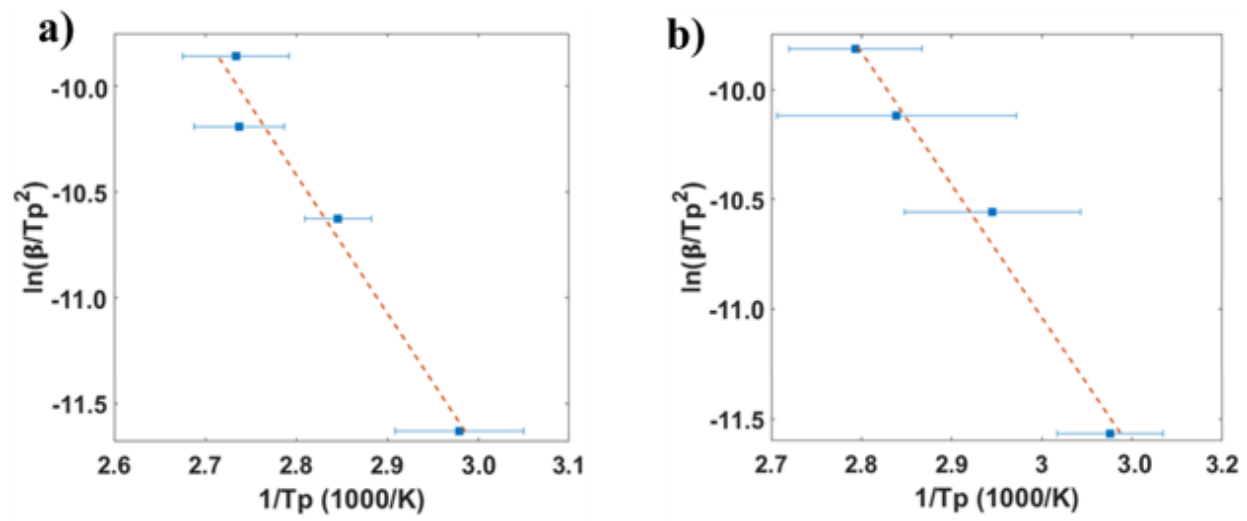 a)
ln(β/Tp²)
-10.0
-10.5
-11.0
-11.5
2.6 2.7 2.8 2.9 3.0 3.1
1/Tp (1000/K)
b)
ln(β/Tp²)
-10.0
-10.5
-11.0
-11.5
2.7 2.8 2.9 3 3.0 3.2
1/Tp (1000/K)